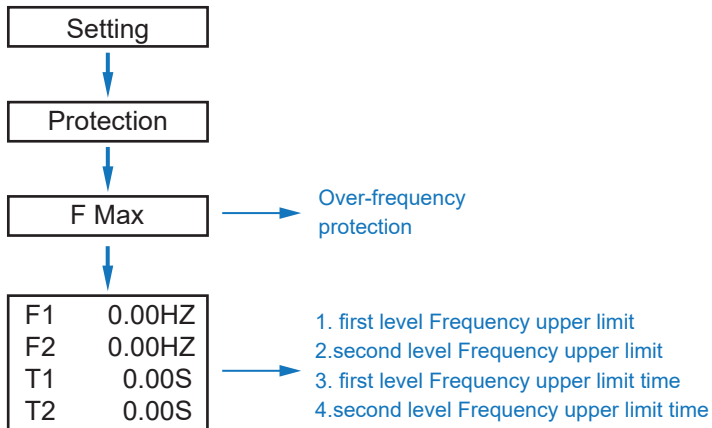 Setting
Protection
F Max
Over-frequency
protection
F1 0.00HZ
F2 0.00HZ
T1 0.00S
T2 0.00S
1. first level Frequency upper limit
2.second level Frequency upper limit
3. first level Frequency upper limit time
4.second level Frequency upper limit time